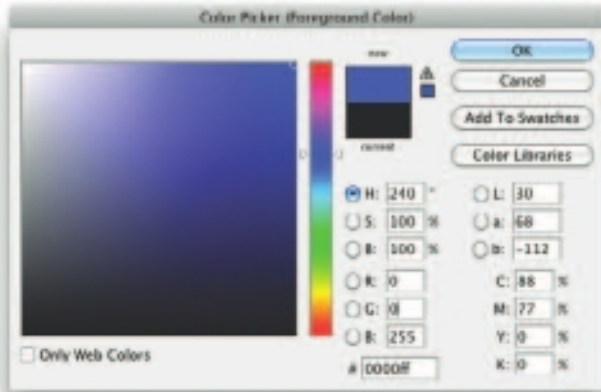 Color Picker (Foreground Color)
new
current
OK
Cancel
Add To Swatches
Color Libraries
H: 240 °
S: 100 %
B: 100 %
R: 0
G: 0
B: 255
# 0000ff
L: 30
a: 68
b: -112
C: 88 %
M: 77 %
Y: 0 %
K: 0 %
Only Web Colors